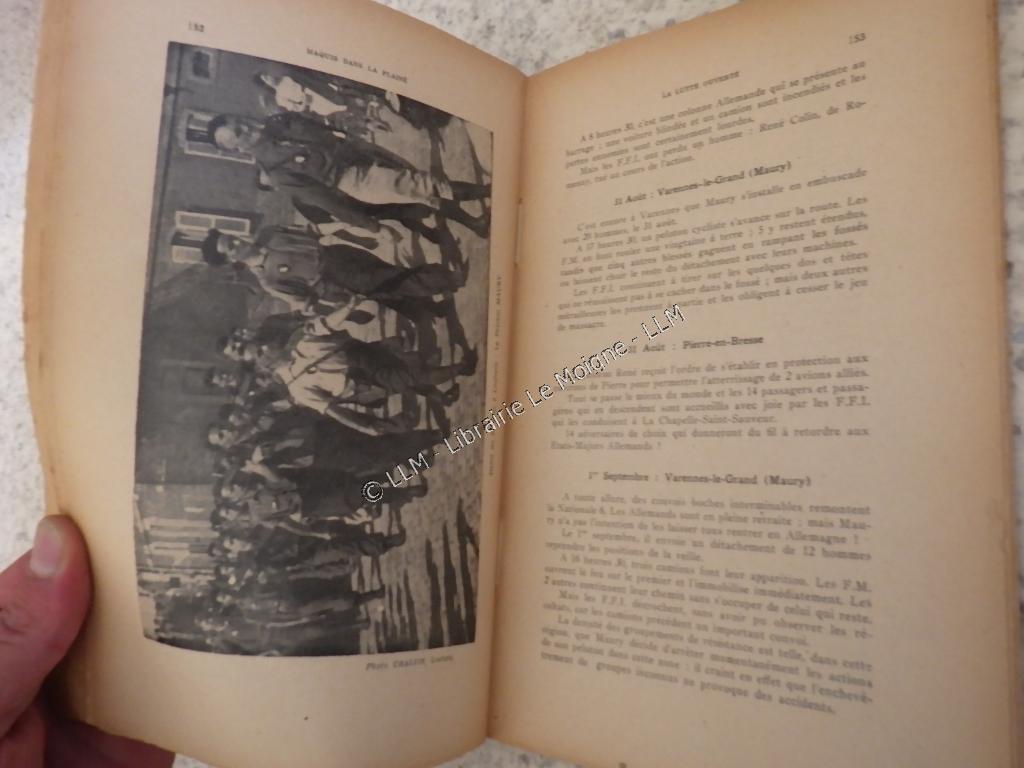 152
MAQUIS DANS LA PLAINE
LE PELOTON MAURY
Photo CHALUX, Louhans.
153
LA LUTTE OUVERTE
A 8 heures 30, c'est une colonne Allemande qui se présente au
barrage ; une voiture blindée et un camion sont incendiés et les
pertes ennemies sont certainement lourdes.
Mais les F.F.I. ont perdu un homme : René Colin, de Ro-
menay, tué au cours de l'action.
31 Août : Varennes-le-Grand (Maury)
C'est encore à Varennes que Maury s'installe en embuscade
avec 20 hommes, le 31 août.
A 17 heures 30, un peloton cycliste s'avance sur la route. Les
F.M. en font rouler une vingtaine à terre ; 5 y restent étendus,
tandis que cinq autres blessés gagnent en rampant les fossés
ou se cache le reste du détachement avec leurs machines.
Les F.F.I. continuent à tirer sur les quelques dos et têtes
qui ne réussissent pas à se cacher dans le fossé ; mais deux autres
mitrailleuses les prennent à partie et les obligent à cesser le jeu
de massacre.
31 Août : Pierre-en-Bresse
René reçoit l'ordre de s'établir en protection aux
de Pierre pour permettre l'atterrissage de 2 avions alliés.
Tout se passe le mieux du monde et les 14 passagers et passa-
gères qui en descendent sont accueillis avec joie par les F.F.I.
qui les conduisent à La Chapelle-Saint-Sauveur.
14 adversaires de choix qui donneront du fil à retordre aux
Etats-Majors Allemands !
1er Septembre : Varennes-le-Grand (Maury)
A toute allure, des convois boches interminables remontent
la Nationale 6. Les Allemands sont en pleine retraite ; mais Mau-
ry n'a pas l'intention de les laisser tous rentrer en Allemagne !
Le 1er septembre, il envoie un détachement de 12 hommes
reprendre les positions de la veille.
A 16 heures 30, trois camions font leur apparition. Les F.M.
ouvrent le feu sur le premier et l'immobilise immédiatement. Les
2 autres continuent leur chemin sans s'occuper de celui qui reste.
Mais les F.F.I. décrochent, sans avoir pu observer les ré-
sultats, car les camions précèdent un important convoi.
La densité des groupements de résistance est telle, dans cette
région, que Maury décide d'arrêter momentanément les actions
de son peloton dans cette zone : il craint en effet que l'enchevê-
trement de groupes inconnus ne provoque des accidents.
© LLM - Librairie Le Moigne - LLM